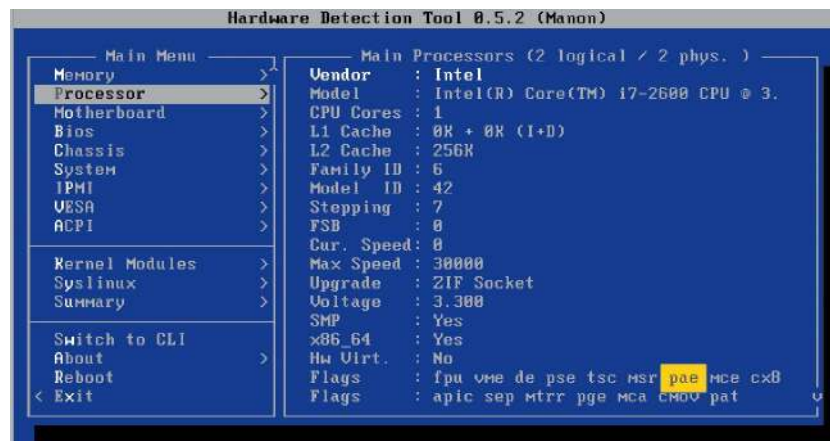 Hardware Detection Tool 0.5.2 (Manon)
Main Menu
Memory >
Processor >
Motherboard >
Bios >
Chassis >
System >
IPMI >
VESA >
ACPI >
Kernel Modules >
Syslinux >
Summary >
Switch to CLI
About >
Reboot
< Exit
Main Processors (2 logical / 2 phys. )
Vendor : Intel
Model : Intel(R) Core(TM) i7-2600 CPU @ 3.
CPU Cores : 1
L1 Cache : 0K + 0K (I+D)
L2 Cache : 256K
Family ID : 6
Model ID : 42
Stepping : 7
FSB : 0
Cur. Speed: 0
Max Speed : 30000
Upgrade : ZIF Socket
Voltage : 3.300
SMP : Yes
x86_64 : Yes
Hw Virt. : No
Flags : fpu vme de pse tsc msr pae mce cx8
Flags : apic sep mtrr pge mca cmov pat